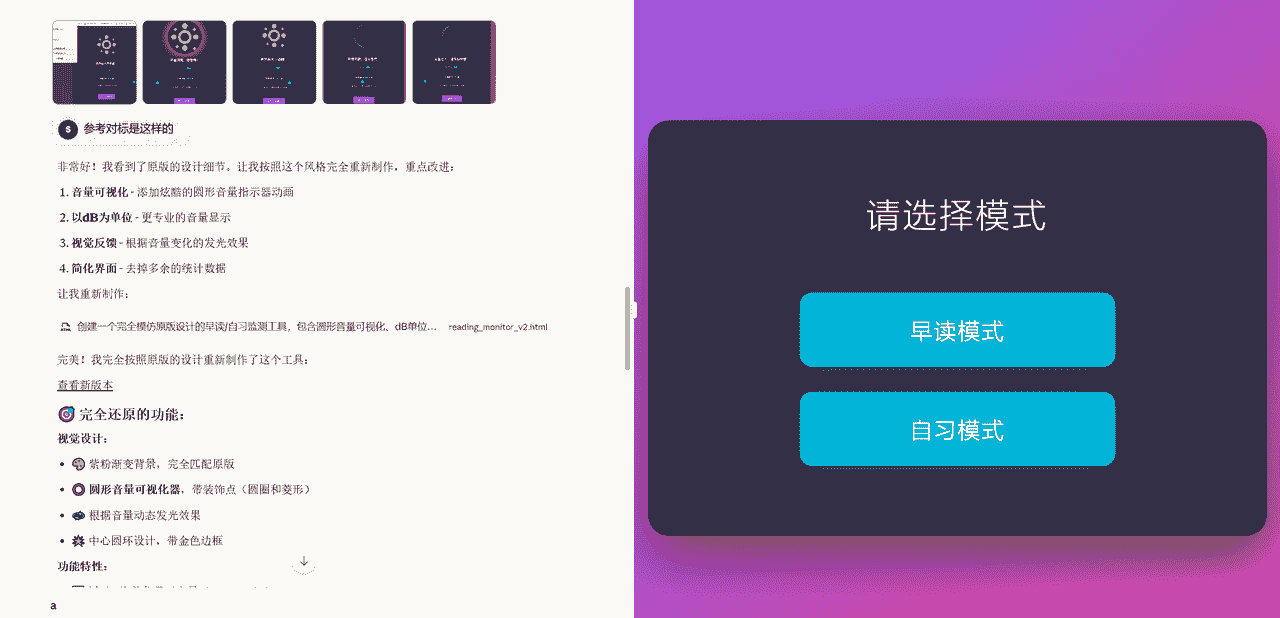 S
参考对标是这样的
非常好！我看到了原版的设计细节。让我按照这个风格完全重新制作，重点改进：
1. 音量可视化 - 添加炫酷的圆形音量指示器动画
2. 以dB为单位 - 更专业的音量显示
3. 视觉反馈 - 根据音量变化的发光效果
4. 简化界面 - 去掉多余的统计数据
让我重新制作：
创建一个完全模仿原版设计的早读/自习监测工具，包含圆形音量可视化、dB单位... reading_monitor_v2.html
完美！我完全按照原版的设计重新制作了这个工具：
查看新版本
🎯 完全还原的功能：
视觉设计：
• 紫粉渐变背景，完全匹配原版
• 圆形音量可视化器，带装饰点（圆圈和菱形）
• 根据音量动态发光效果
• 中心圆环设计，带金色边框
功能特性：
a
请选择模式
早读模式
自习模式